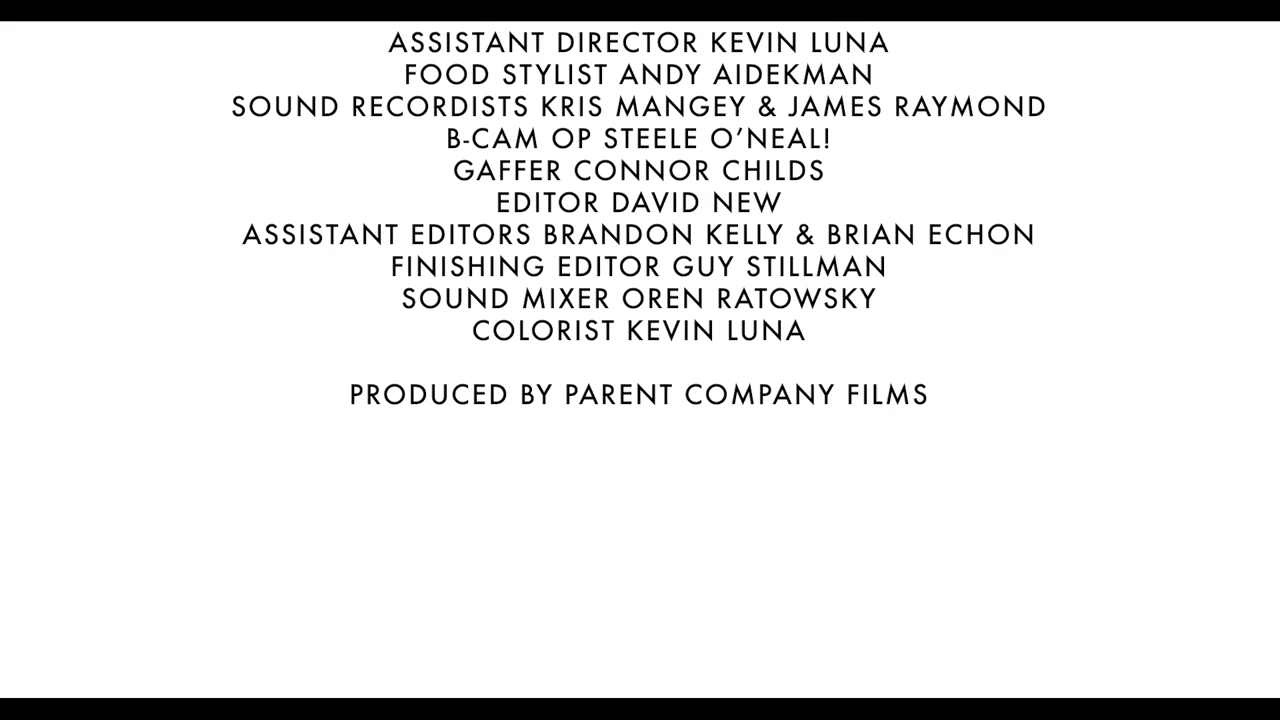 ASSISTANT DIRECTOR KEVIN LUNA
FOOD STYLIST ANDY AIDEKMAN
SOUND RECORDISTS KRIS MANGEY & JAMES RAYMOND
B-CAM OP STEELE O’NEAL!
GAFFER CONNOR CHILDS
EDITOR DAVID NEW
ASSISTANT EDITORS BRANDON KELLY & BRIAN ECHON
FINISHING EDITOR GUY STILLMAN
SOUND MIXER OREN RATOWSKY
COLORIST KEVIN LUNA
PRODUCED BY PARENT COMPANY FILMS